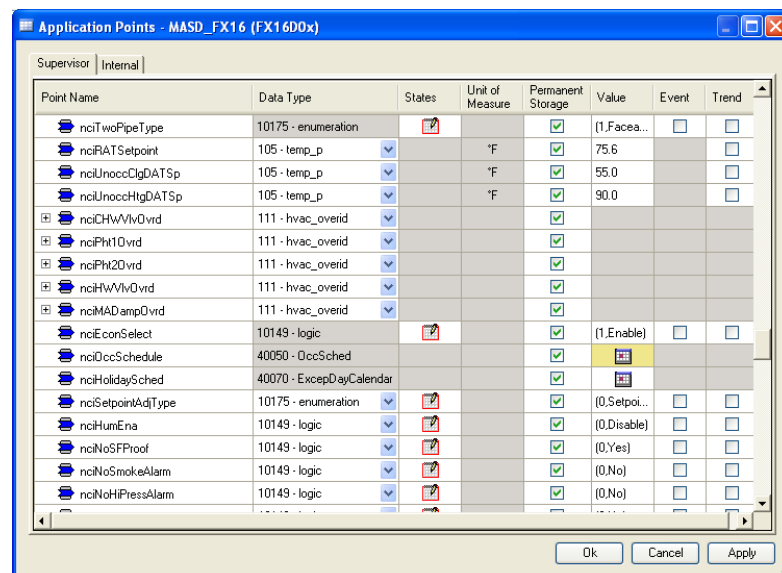 Application Points - MASD_FX16 (FX16D0x)
Supervisor Internal
Point Name Data Type States Unit of Measure Permanent Storage Value Event Trend
nciTwoPipeType 10175 - enumeration (1,Facea...
nciRATSetpoint 105 - temp_p °F 75.6
nciUnoccClgDATSp 105 - temp_p °F 55.0
nciUnoccHtgDATSp 105 - temp_p °F 90.0
nciCHWVlvOvrd 111 - hvac_overid
nciPht1Ovrd 111 - hvac_overid
nciPht2Ovrd 111 - hvac_overid
nciHWVlvOvrd 111 - hvac_overid
nciMADampOvrd 111 - hvac_overid
nciEconSelect 10149 - logic (1,Enable)
nciOccSchedule 40050 - OccSched
nciHolidaySched 40070 - ExcepDayCalendar
nciSetpointAdjType 10175 - enumeration (0,Setpoi...
nciHumEna 10149 - logic (0,Disable)
nciNoSFProof 10149 - logic (0,Yes)
nciNoSmokeAlarm 10149 - logic (0,No)
nciNoHiPressAlarm 10149 - logic (0,No)
Ok Cancel Apply